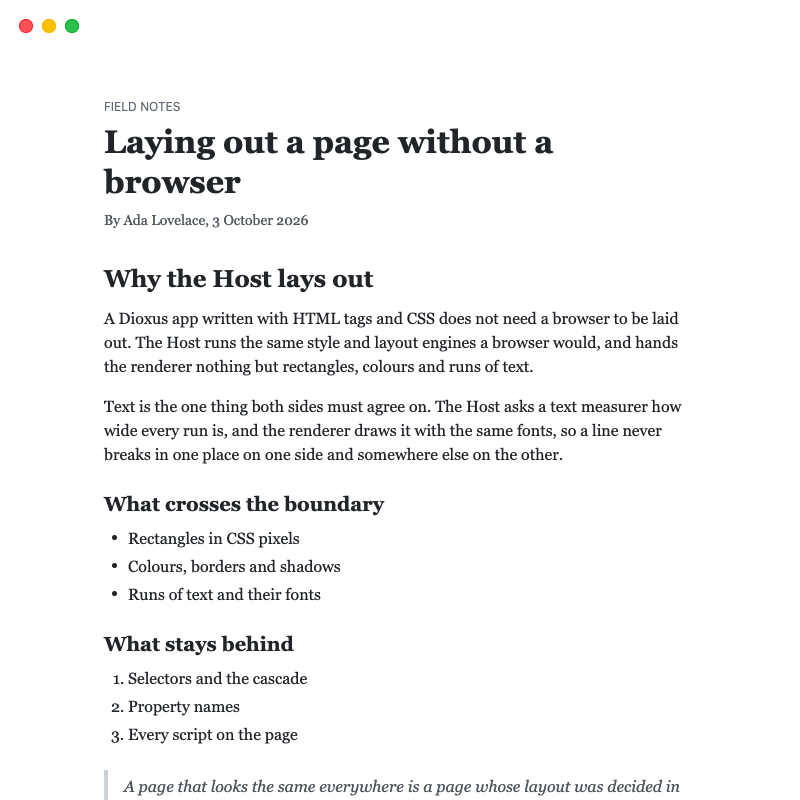 FIELD NOTES
Laying out a page without a
browser
By Ada Lovelace, 3 October 2026
Why the Host lays out
A Dioxus app written with HTML tags and CSS does not need a browser to be laid
out. The Host runs the same style and layout engines a browser would, and hands
the renderer nothing but rectangles, colours and runs of text.
Text is the one thing both sides must agree on. The Host asks a text measurer how
wide every run is, and the renderer draws it with the same fonts, so a line never
breaks in one place on one side and somewhere else on the other.
What crosses the boundary
• Rectangles in CSS pixels
• Colours, borders and shadows
• Runs of text and their fonts
What stays behind
1. Selectors and the cascade
2. Property names
3. Every script on the page
A page that looks the same everywhere is a page whose layout was decided in